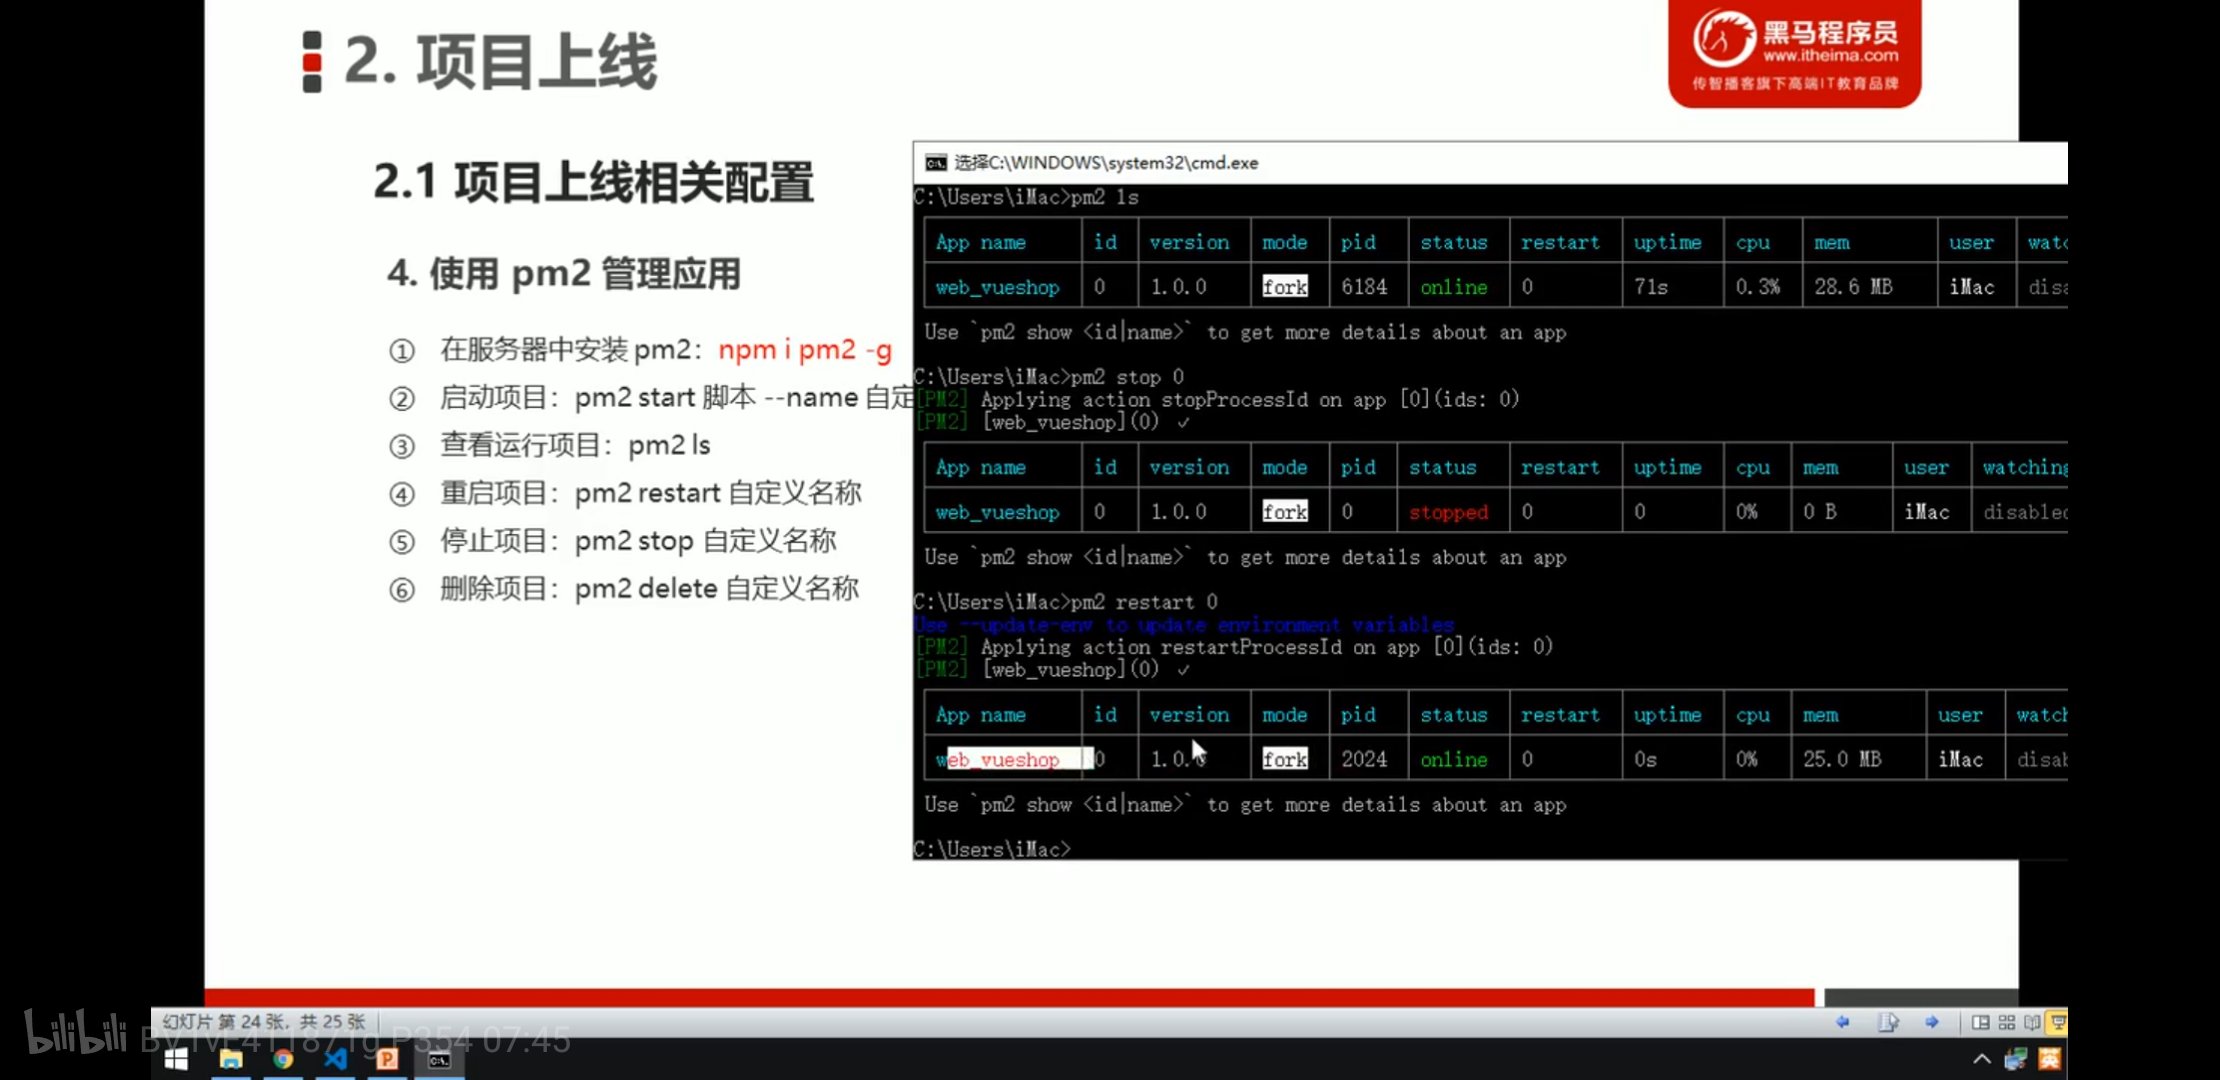 2. 项目上线
黑马程序员
www.itheima.com
传智播客旗下高端IT教育品牌
2.1 项目上线相关配置
4. 使用 pm2 管理应用
① 在服务器中安装 pm2：npm i pm2 -g
② 启动项目：pm2 start 脚本 --name 自定
③ 查看运行项目：pm2 ls
④ 重启项目：pm2 restart 自定义名称
⑤ 停止项目：pm2 stop 自定义名称
⑥ 删除项目：pm2 delete 自定义名称
选择C:\WINDOWS\system32\cmd.exe
C:\Users\iMac>pm2 ls
App name id version mode pid status restart uptime cpu mem user watc
web_vueshop 0 1.0.0 fork 6184 online 0 71s 0.3% 28.6 MB iMac disa
Use `pm2 show <id|name>` to get more details about an app
C:\Users\iMac>pm2 stop 0
[PM2] Applying action stopProcessId on app [0](ids: 0)
[PM2] [web_vueshop](0) ✓
App name id version mode pid status restart uptime cpu mem user watching
web_vueshop 0 1.0.0 fork 0 stopped 0 0 0% 0 B iMac disabled
Use `pm2 show <id|name>` to get more details about an app
C:\Users\iMac>pm2 restart 0
Use --update-env to update environment variables
[PM2] Applying action restartProcessId on app [0](ids: 0)
[PM2] [web_vueshop](0) ✓
App name id version mode pid status restart uptime cpu mem user watch
web_vueshop 0 1.0.0 fork 2024 online 0 0s 0% 25.0 MB iMac disab
Use `pm2 show <id|name>` to get more details about an app
C:\Users\iMac>
幻灯片 第 24 张，共 25 张
bilibili P354 07:45
英